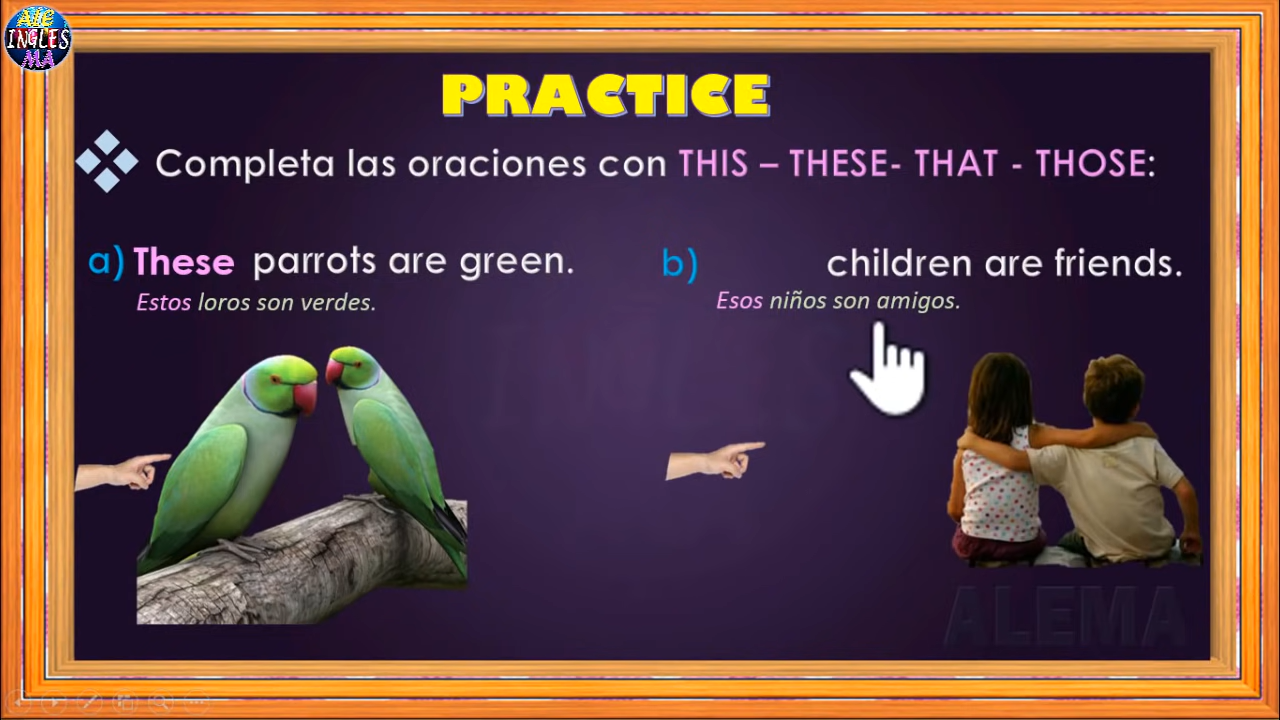 AIE
INGLES
MA
PRACTICE
Completa las oraciones con THIS – THESE- THAT - THOSE:
a) These parrots are green.
Estos loros son verdes.
b) children are friends.
Esos niños son amigos.
INGLES
ALEMA